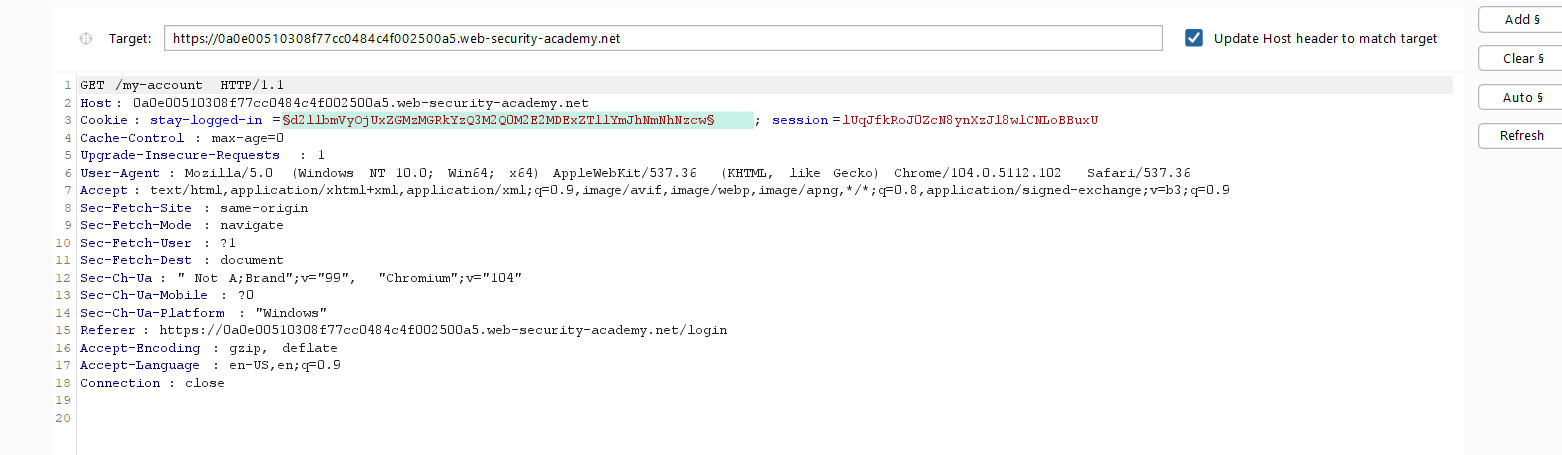 Target: https://0a0e00510308f77cc0484c4f002500a5.web-security-academy.net Update Host header to match target
Add §
Clear §
Auto §
Refresh
1 GET /my-account HTTP/1.1
2 Host : 0a0e00510308f77cc0484c4f002500a5.web-security-academy.net
3 Cookie : stay-logged-in =§d2llbmVyOjUxZGMzMGRkYzQ3M2Q0M2E2MDExZTllYmJhNmNhNzcw§ ; session =lUqJfkRoJ0ZcN8ynXzJl8wlCNLoBBuxU
4 Cache-Control : max-age=0
5 Upgrade-Insecure-Requests : 1
6 User-Agent : Mozilla/5.0 (Windows NT 10.0; Win64; x64) AppleWebKit/537.36 (KHTML, like Gecko) Chrome/104.0.5112.102 Safari/537.36
7 Accept : text/html,application/xhtml+xml,application/xml;q=0.9,image/avif,image/webp,image/apng,*/*;q=0.8,application/signed-exchange;v=b3;q=0.9
8 Sec-Fetch-Site : same-origin
9 Sec-Fetch-Mode : navigate
10 Sec-Fetch-User : ?1
11 Sec-Fetch-Dest : document
12 Sec-Ch-Ua : " Not A;Brand";v="99", "Chromium";v="104"
13 Sec-Ch-Ua-Mobile : ?0
14 Sec-Ch-Ua-Platform : "Windows"
15 Referer : https://0a0e00510308f77cc0484c4f002500a5.web-security-academy.net/login
16 Accept-Encoding : gzip, deflate
17 Accept-Language : en-US,en;q=0.9
18 Connection : close
19
20